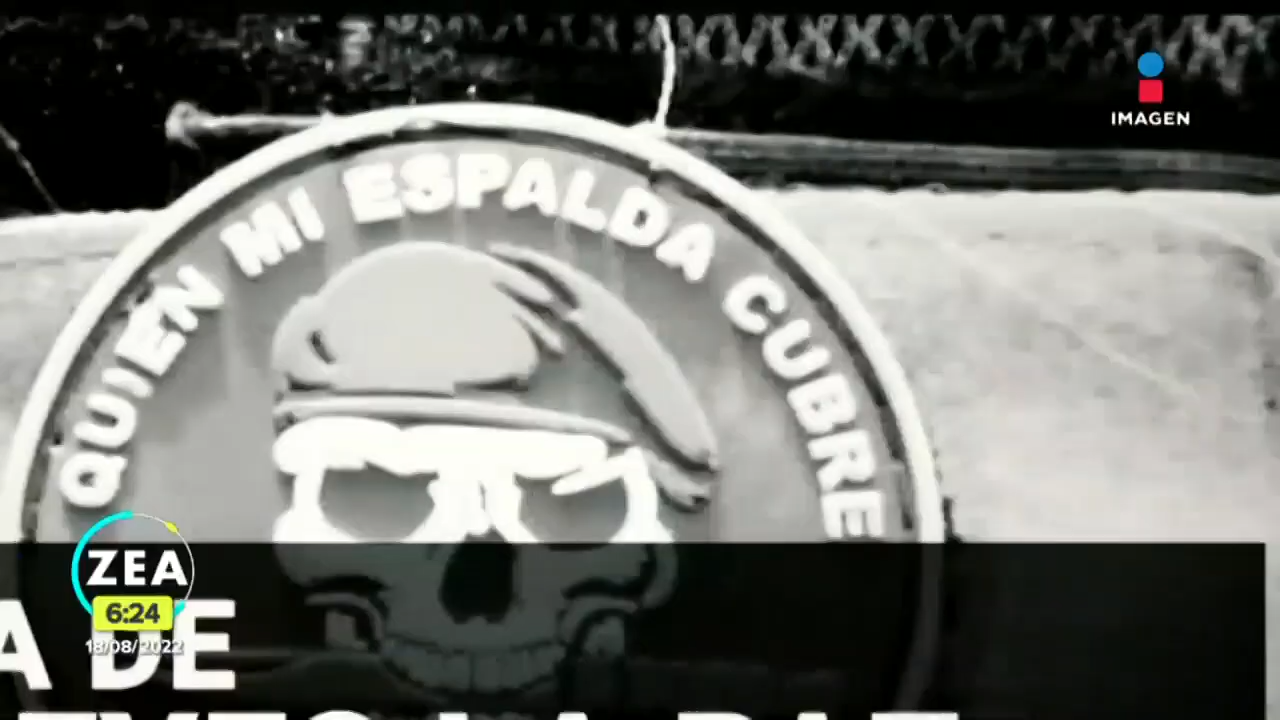 IMAGEN
QUIEN MI ESPALDA CUBRE
ZEA
6:24
18/08/2022
A DE